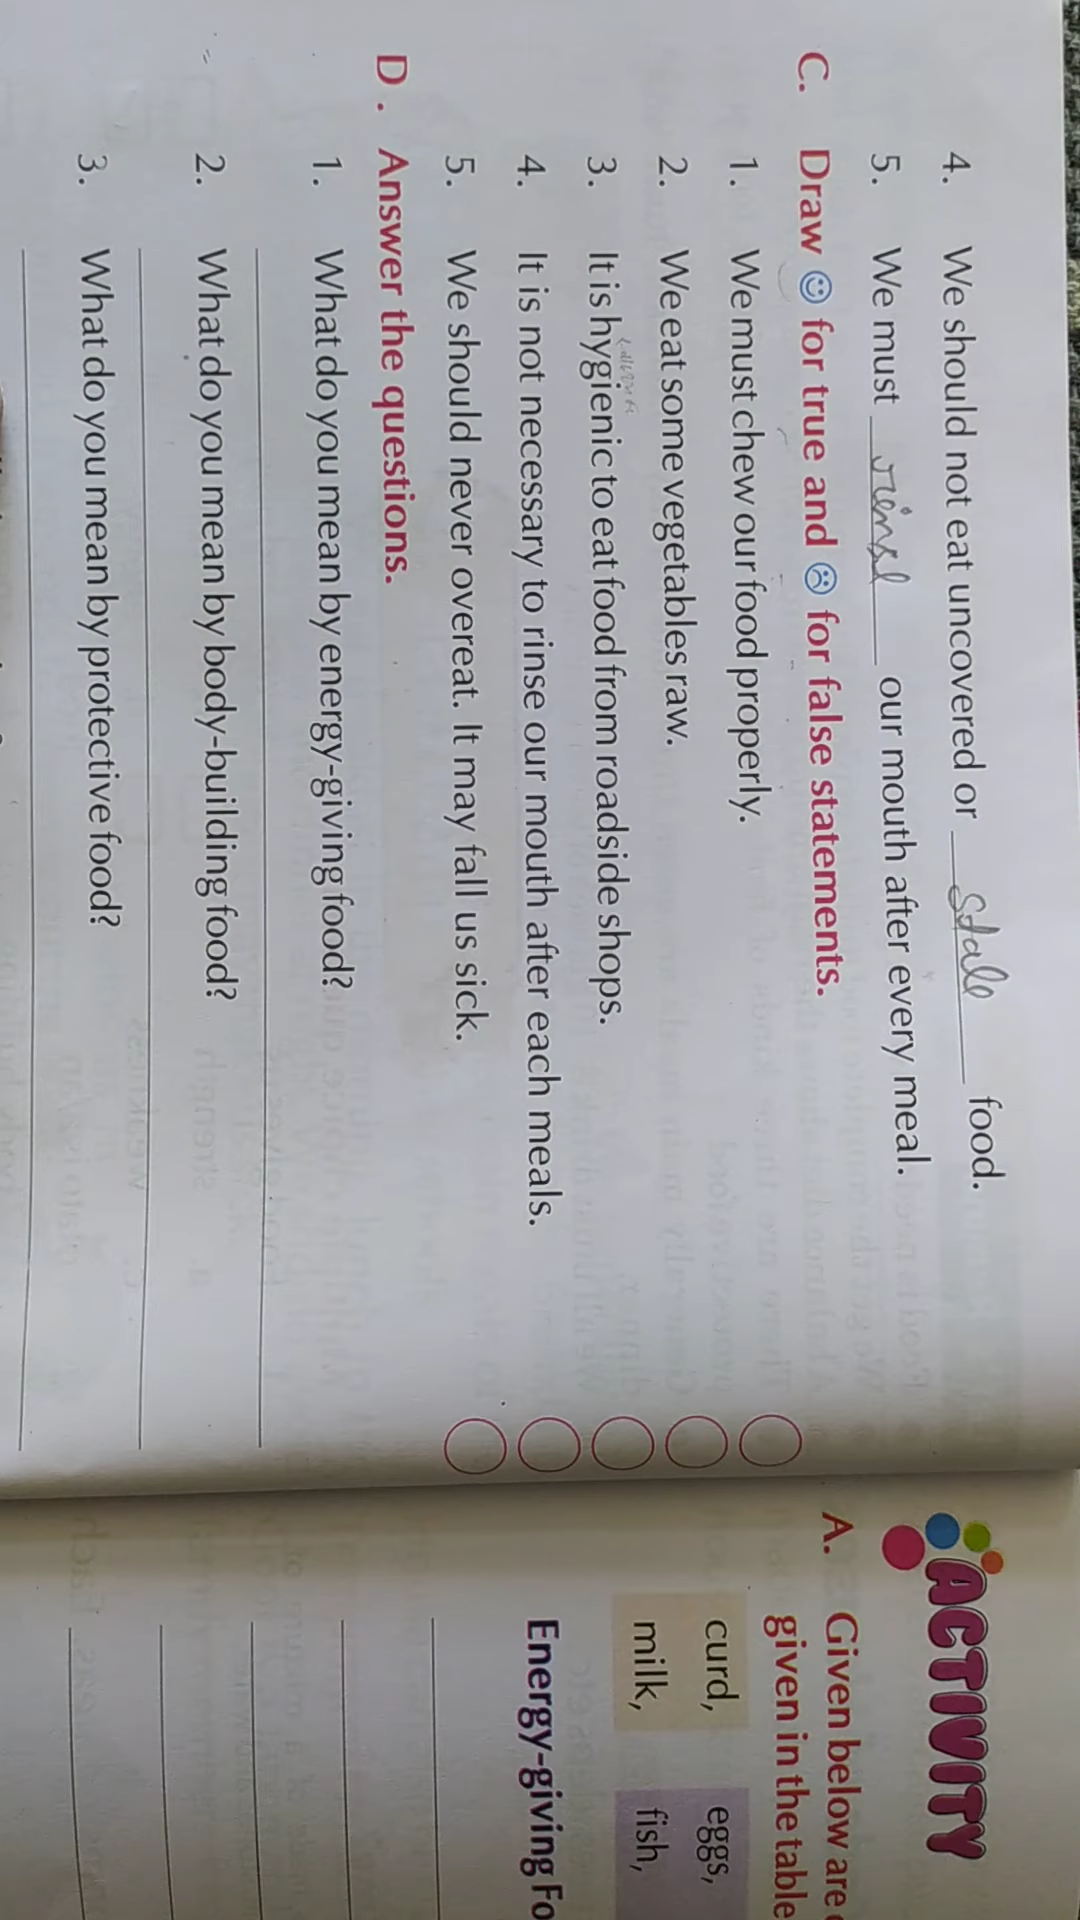 4. We should not eat uncovered or stale food.
5. We must rinse our mouth after every meal.
C. Draw ☺ for true and ☹ for false statements.
1. We must chew our food properly.
2. We eat some vegetables raw.
3. It is hygienic to eat food from roadside shops.
4. It is not necessary to rinse our mouth after each meals.
5. We should never overeat. It may fall us sick.
D. Answer the questions.
1. What do you mean by energy-giving food?
2. What do you mean by body-building food?
3. What do you mean by protective food?
ACTIVITY
A. Given below are
given in the table
curd, eggs,
milk, fish,
Energy-giving Fo